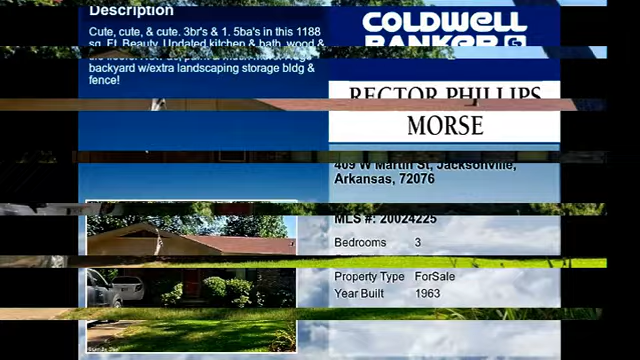 Description
Cute, cute, & cute. 3br's & 1. 5ba's in this 1188
sq. Ft. Beauty. Updated kitchen & bath, wood &
backyard w/extra landscaping storage bldg &
fence!
COLDWELL
BANKER
RECTOR PHILLIPS
MORSE
409 W Martin St, Jacksonville,
Arkansas, 72076
MLS #: 20024225
Bedrooms 3
Property Type ForSale
Year Built 1963